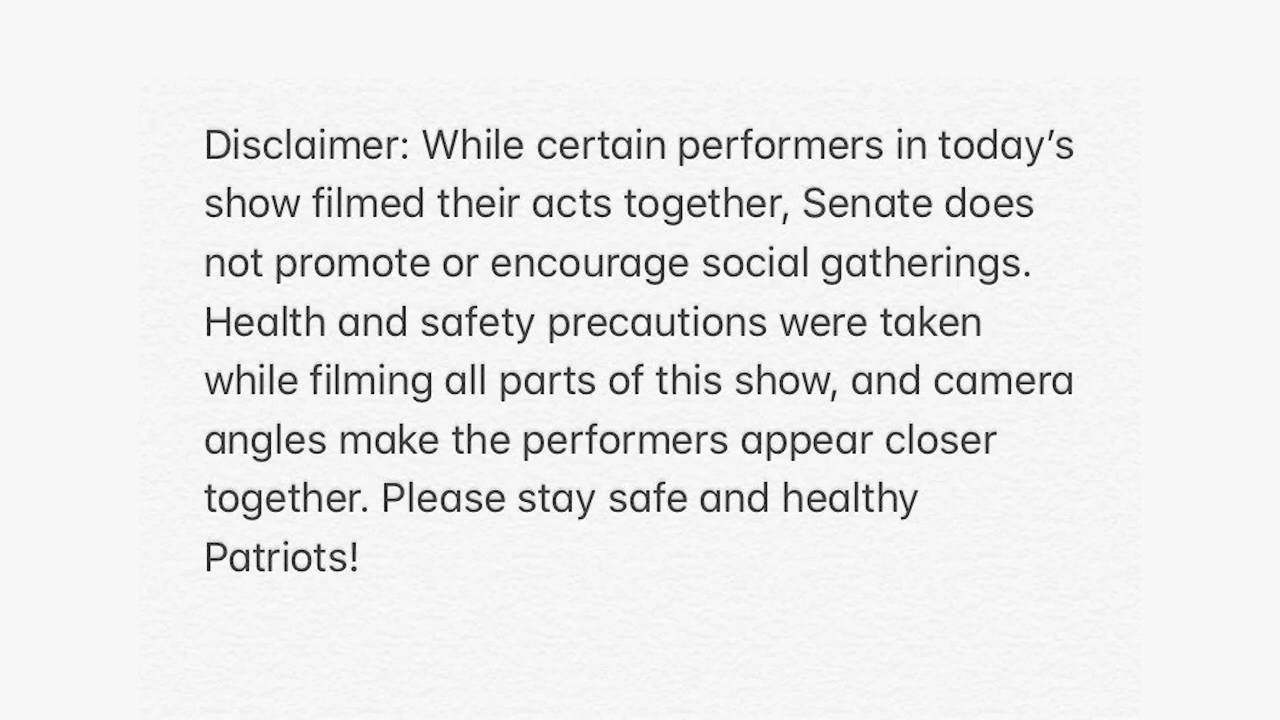 Disclaimer: While certain performers in today’s
show filmed their acts together, Senate does
not promote or encourage social gatherings.
Health and safety precautions were taken
while filming all parts of this show, and camera
angles make the performers appear closer
together. Please stay safe and healthy
Patriots!